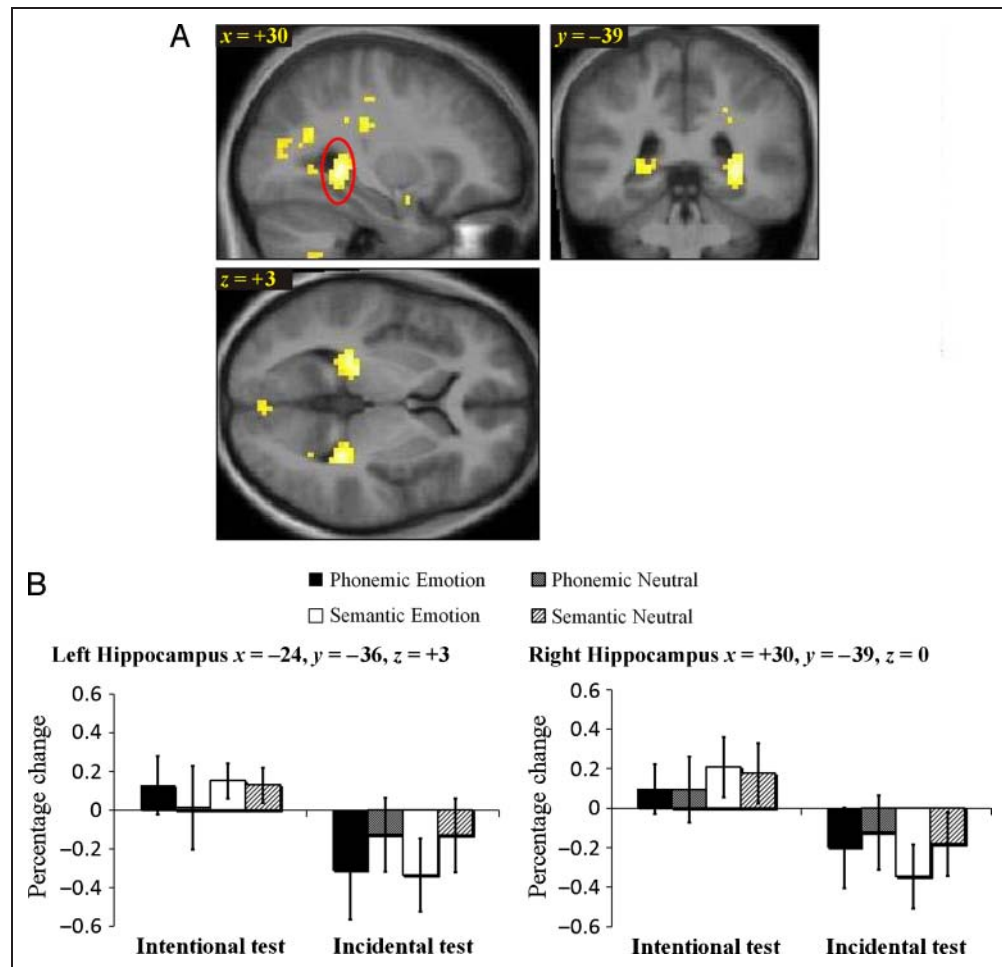 A
x = +30
y = –39
z = +3
B
Phonemic Emotion
Phonemic Neutral
Semantic Emotion
Semantic Neutral
Left Hippocampus x = –24, y = –36, z = +3
Percentage change
0.6
0.4
0.2
0
–0.2
–0.4
–0.6
Intentional test
Incidental test
Right Hippocampus x = +30, y = –39, z = 0
Percentage change
0.6
0.4
0.2
0
–0.2
–0.4
–0.6
Intentional test
Incidental test